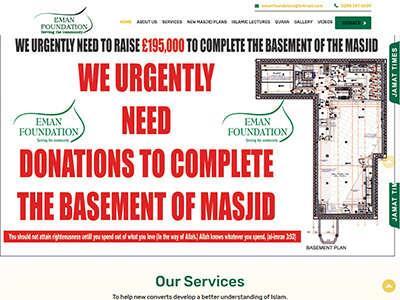 emanfoundation@hotmail.com
EMAN
FOUNDATION
Serving the community
HOME ABOUT US SERVICES NEW MASJID PLANS ISLAMIC LECTURES QURAN GALLERY VIDEOS DONATE
WE URGENTLY NEED TO RAISE £195,000 TO COMPLETE THE BASEMENT OF THE MASJID
WE URGENTLY
NEED
DONATIONS TO COMPLETE
THE BASEMENT OF MASJID
EMAN
FOUNDATION
Serving the community
EMAN
FOUNDATION
Serving the community
JAMAT TIMES
JAMAT TIMES
You should not attain righteousness untill you spend out of what you love (in the way of Allah.) Allah knows whatever you spend, (al-imran 3:92)
BASEMENT PLAN
Our Services
To help new converts develop a better understanding of Islam.